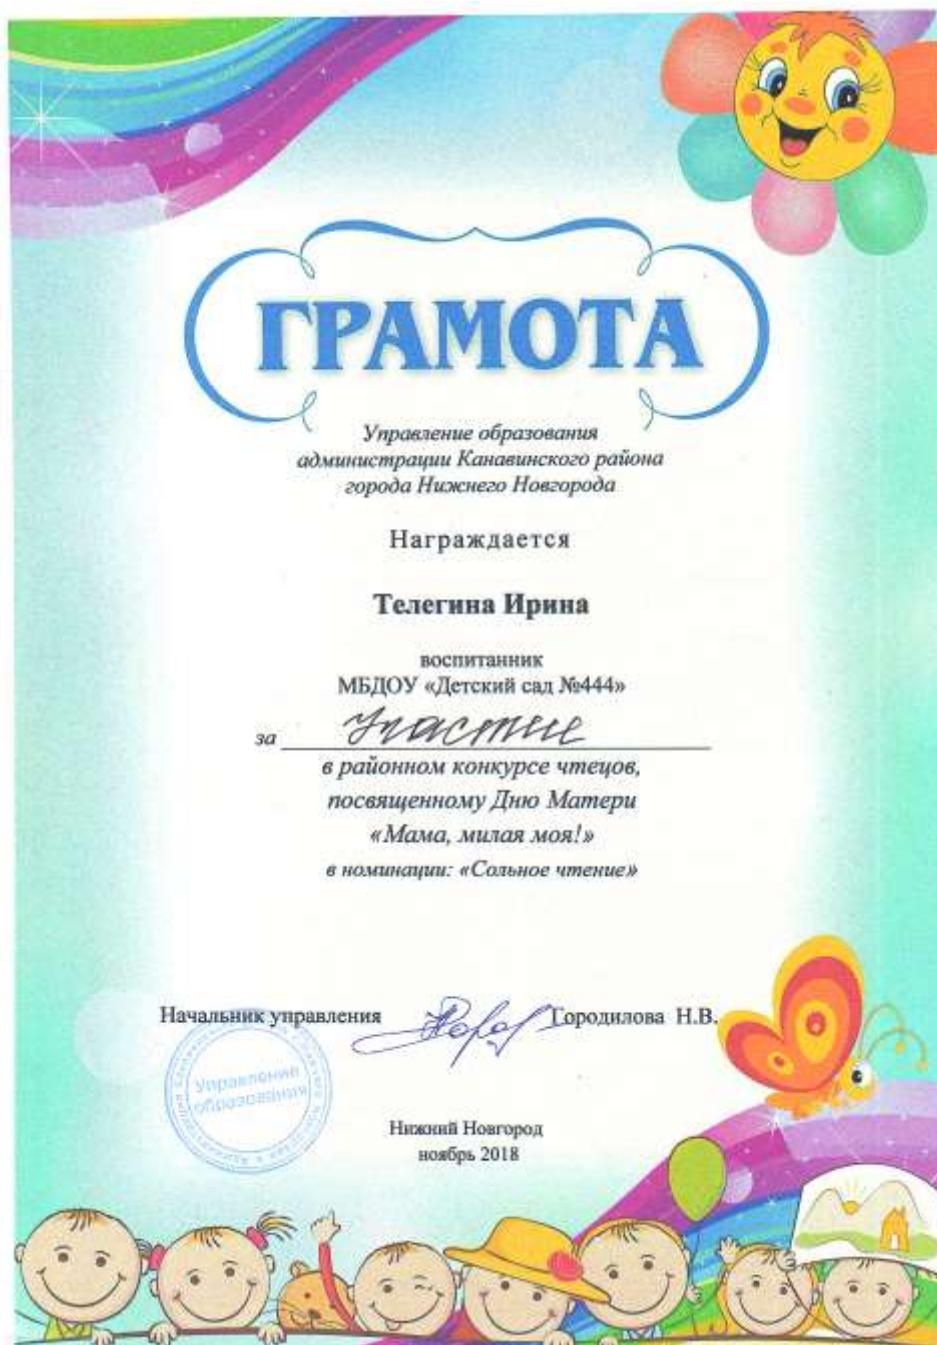 ГРАМОТА
Управление образования
администрации Канавинского района
города Нижнего Новгорода
Награждается
Телегина Ирина
воспитанник
МБДОУ «Детский сад №444»
за участие
в районном конкурсе чтецов,
посвященному Дню Матери
«Мама, милая моя!»
в номинации: «Сольное чтение»
Начальник управления Городилова Н.В.
Управление
образования
Нижний Новгород
ноябрь 2018